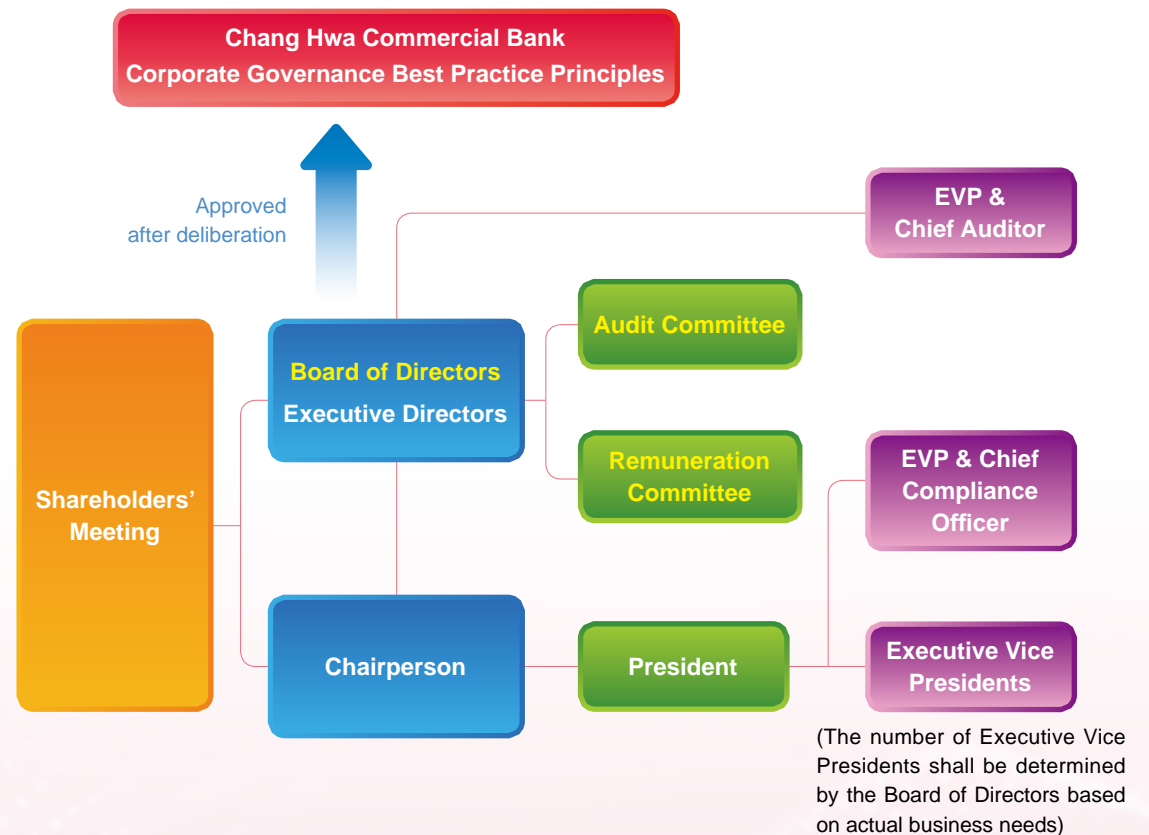 Chang Hwa Commercial Bank
Corporate Governance Best Practice Principles
Approved
after deliberation
EVP &
Chief Auditor
Audit Committee
Board of Directors
Executive Directors
Remuneration
Committee
EVP & Chief
Compliance
Officer
Shareholders’
Meeting
Chairperson
President
Executive Vice
Presidents
(The number of Executive Vice
Presidents shall be determined
by the Board of Directors based
on actual business needs)